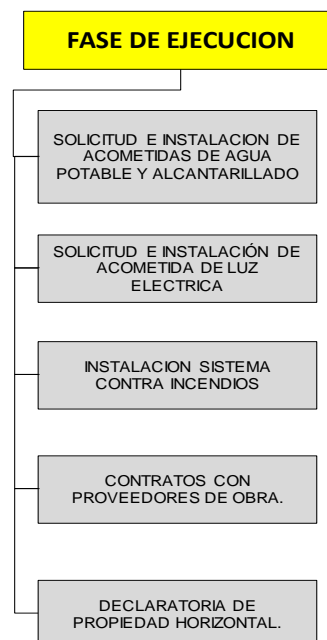 FASE DE EJECUCION
SOLICITUD E INSTALACION DE
ACOMETIDAS DE AGUA
POTABLE Y ALCANTARILLADO
SOLICITUD E INSTALACIÓN DE
ACOMETIDA DE LUZ
ELECTRICA
INSTALACION SISTEMA
CONTRA INCENDIOS
CONTRATOS CON
PROVEEDORES DE OBRA.
DECLARATORIA DE
PROPIEDAD HORIZONTAL.